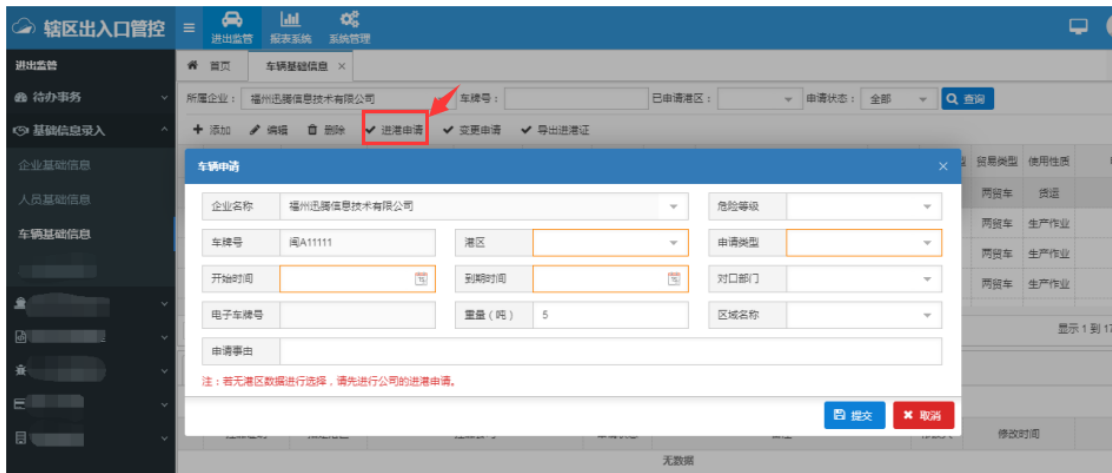 辖区出入口管控
进出监管 报表系统 系统管理
进出监管
首页 车辆基础信息 ×
待办事务
所属企业： 福州迅腾信息技术有限公司 车牌号： 已申请港区： 申请状态： 全部 查询
基础信息录入
添加 编辑 删除 进港申请 变更申请 导出进港证
企业基础信息
人员基础信息
车辆基础信息
车辆申请 ×
贸易类型 使用性质
企业名称 福州迅腾信息技术有限公司 危险等级
两贸车 货运
车牌号 闽A11111 港区 申请类型
两贸车 生产作业
开始时间 到期时间 对口部门
两贸车 生产作业
两贸车 生产作业
电子车牌号 重量（吨） 5 区域名称
显示1到17
申请事由
注：若无港区数据进行选择，请先进行公司的进港申请。
提交 取消
修改时间
无数据